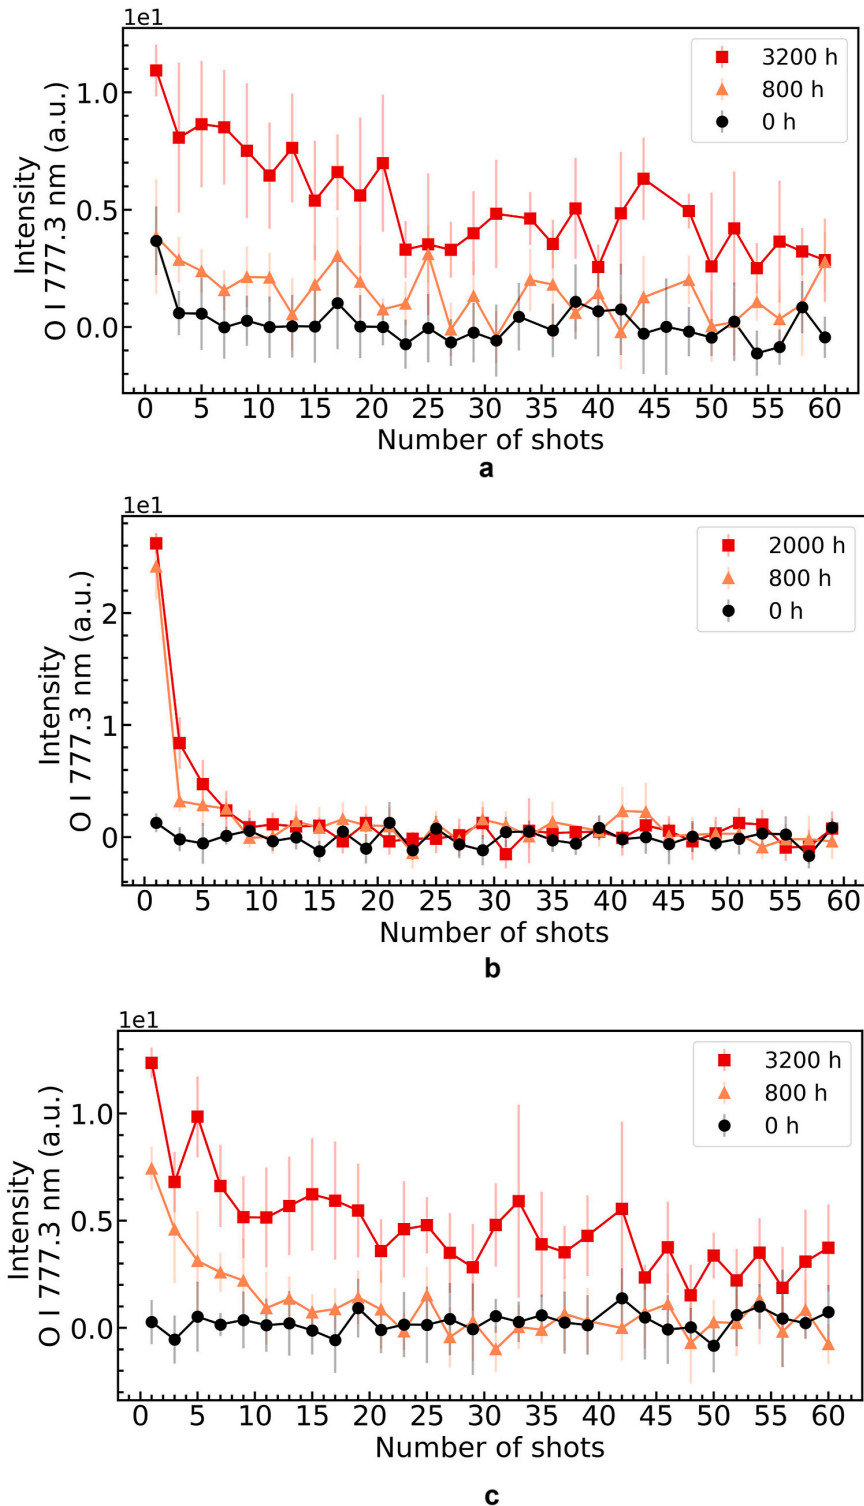 1e1
3200 h
800 h
0 h
1.0
0.5
0.0
Intensity
O I 777.3 nm (a.u.)
0 5 10 15 20 25 30 35 40 45 50 55 60
Number of shots
a
1e1
2000 h
800 h
0 h
2
1
0
Intensity
O I 777.3 nm (a.u.)
0 5 10 15 20 25 30 35 40 45 50 55 60
Number of shots
b
1e1
3200 h
800 h
0 h
1.0
0.5
0.0
Intensity
O I 777.3 nm (a.u.)
0 5 10 15 20 25 30 35 40 45 50 55 60
Number of shots
c